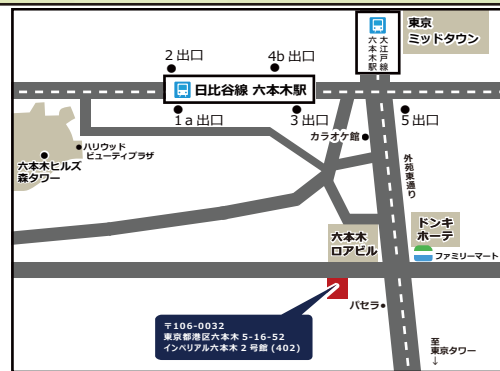 東京
ミッドタウン
大江戸線
六本木駅
2出口
4b出口
日比谷線 六本木駅
1a出口
3出口
5出口
カラオケ館
ハリウッド
ビューティプラザ
六本木ヒルズ
森タワー
外苑東通り
六本木
ロアビル
ドンキ
ホーテ
ファミリーマート
パセラ
〒106-0032
東京都港区六本木5-16-52
インペリアル六本木2号館(402)
至
東京タワー
↓